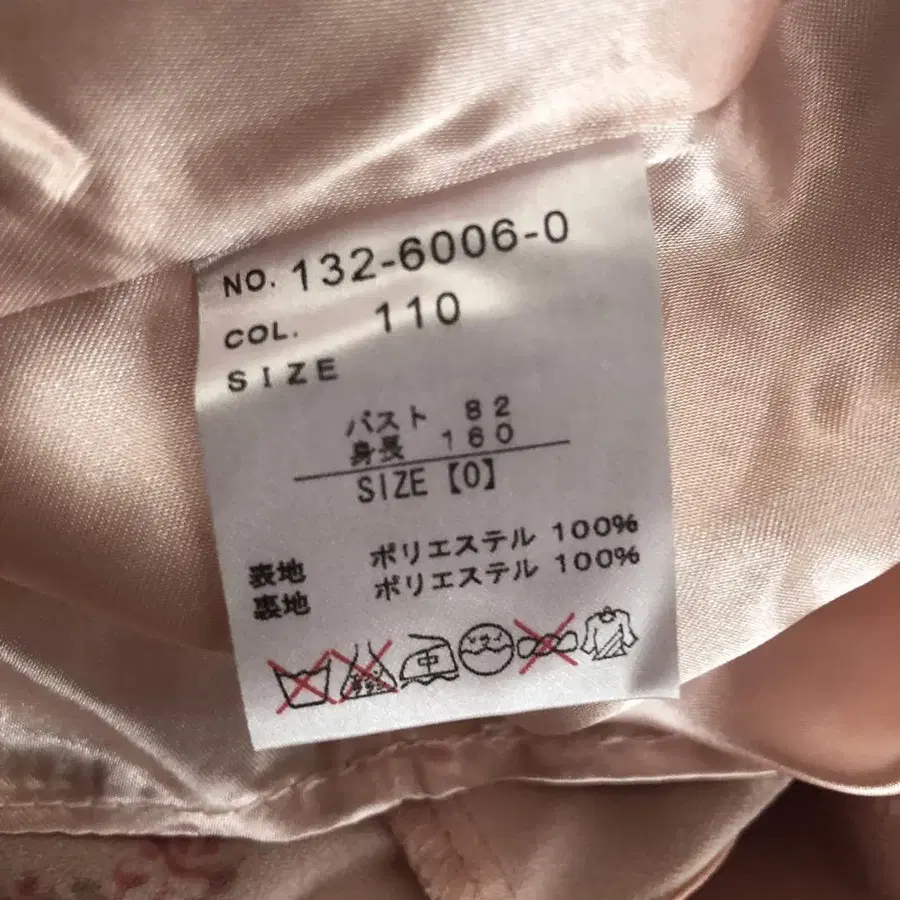 NO. 132-6006-0
COL. 110
SIZE
バスト 82
身長 160
SIZE【0】
表地 ポリエステル 100%
裏地 ポリエステル 100%
中